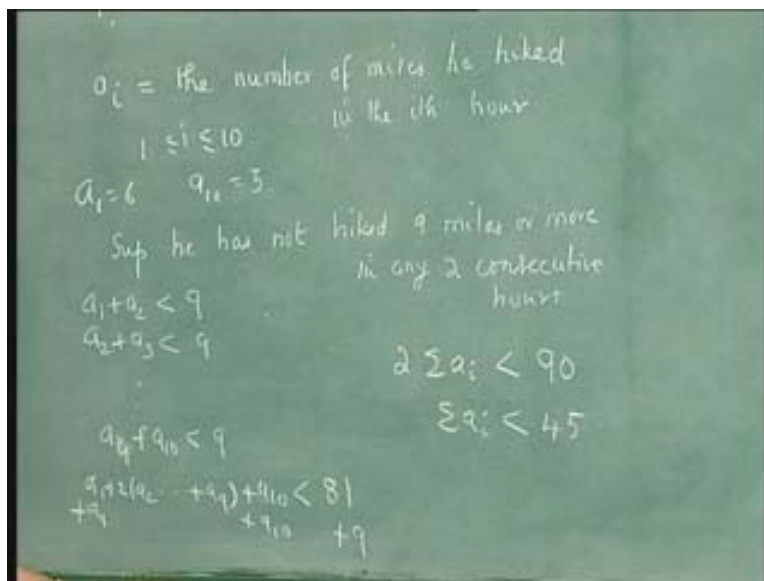 a_i = the number of miles he hiked
in the ith hour
1 ≤ i ≤ 10
a_1 = 6 a_10 = 3
Sup he has not hiked 9 miles or more
in any 2 consecutive
hours
a_1 + a_2 < 9
a_2 + a_3 < 9
a_9 + a_10 < 9
a_1 + 2(a_2 + a_9) + a_10 < 81
+a_1 +a_10 +9
2 Σa_i < 90
Σa_i < 45